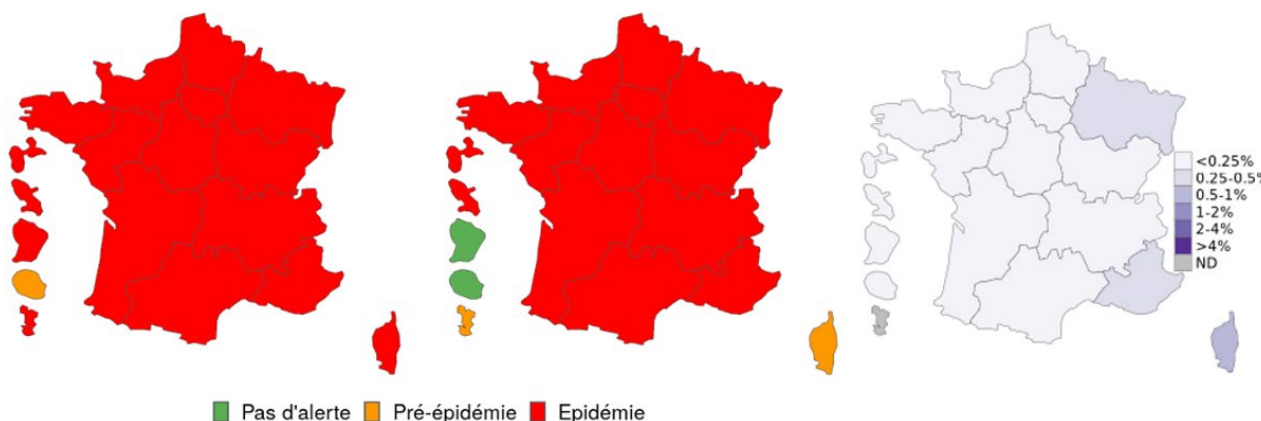 <0.25%
0.25-0.5%
0.5-1%
1-2%
2-4%
>4%
ND
Pas d'alerte
Pré-épidémie
Epidémie